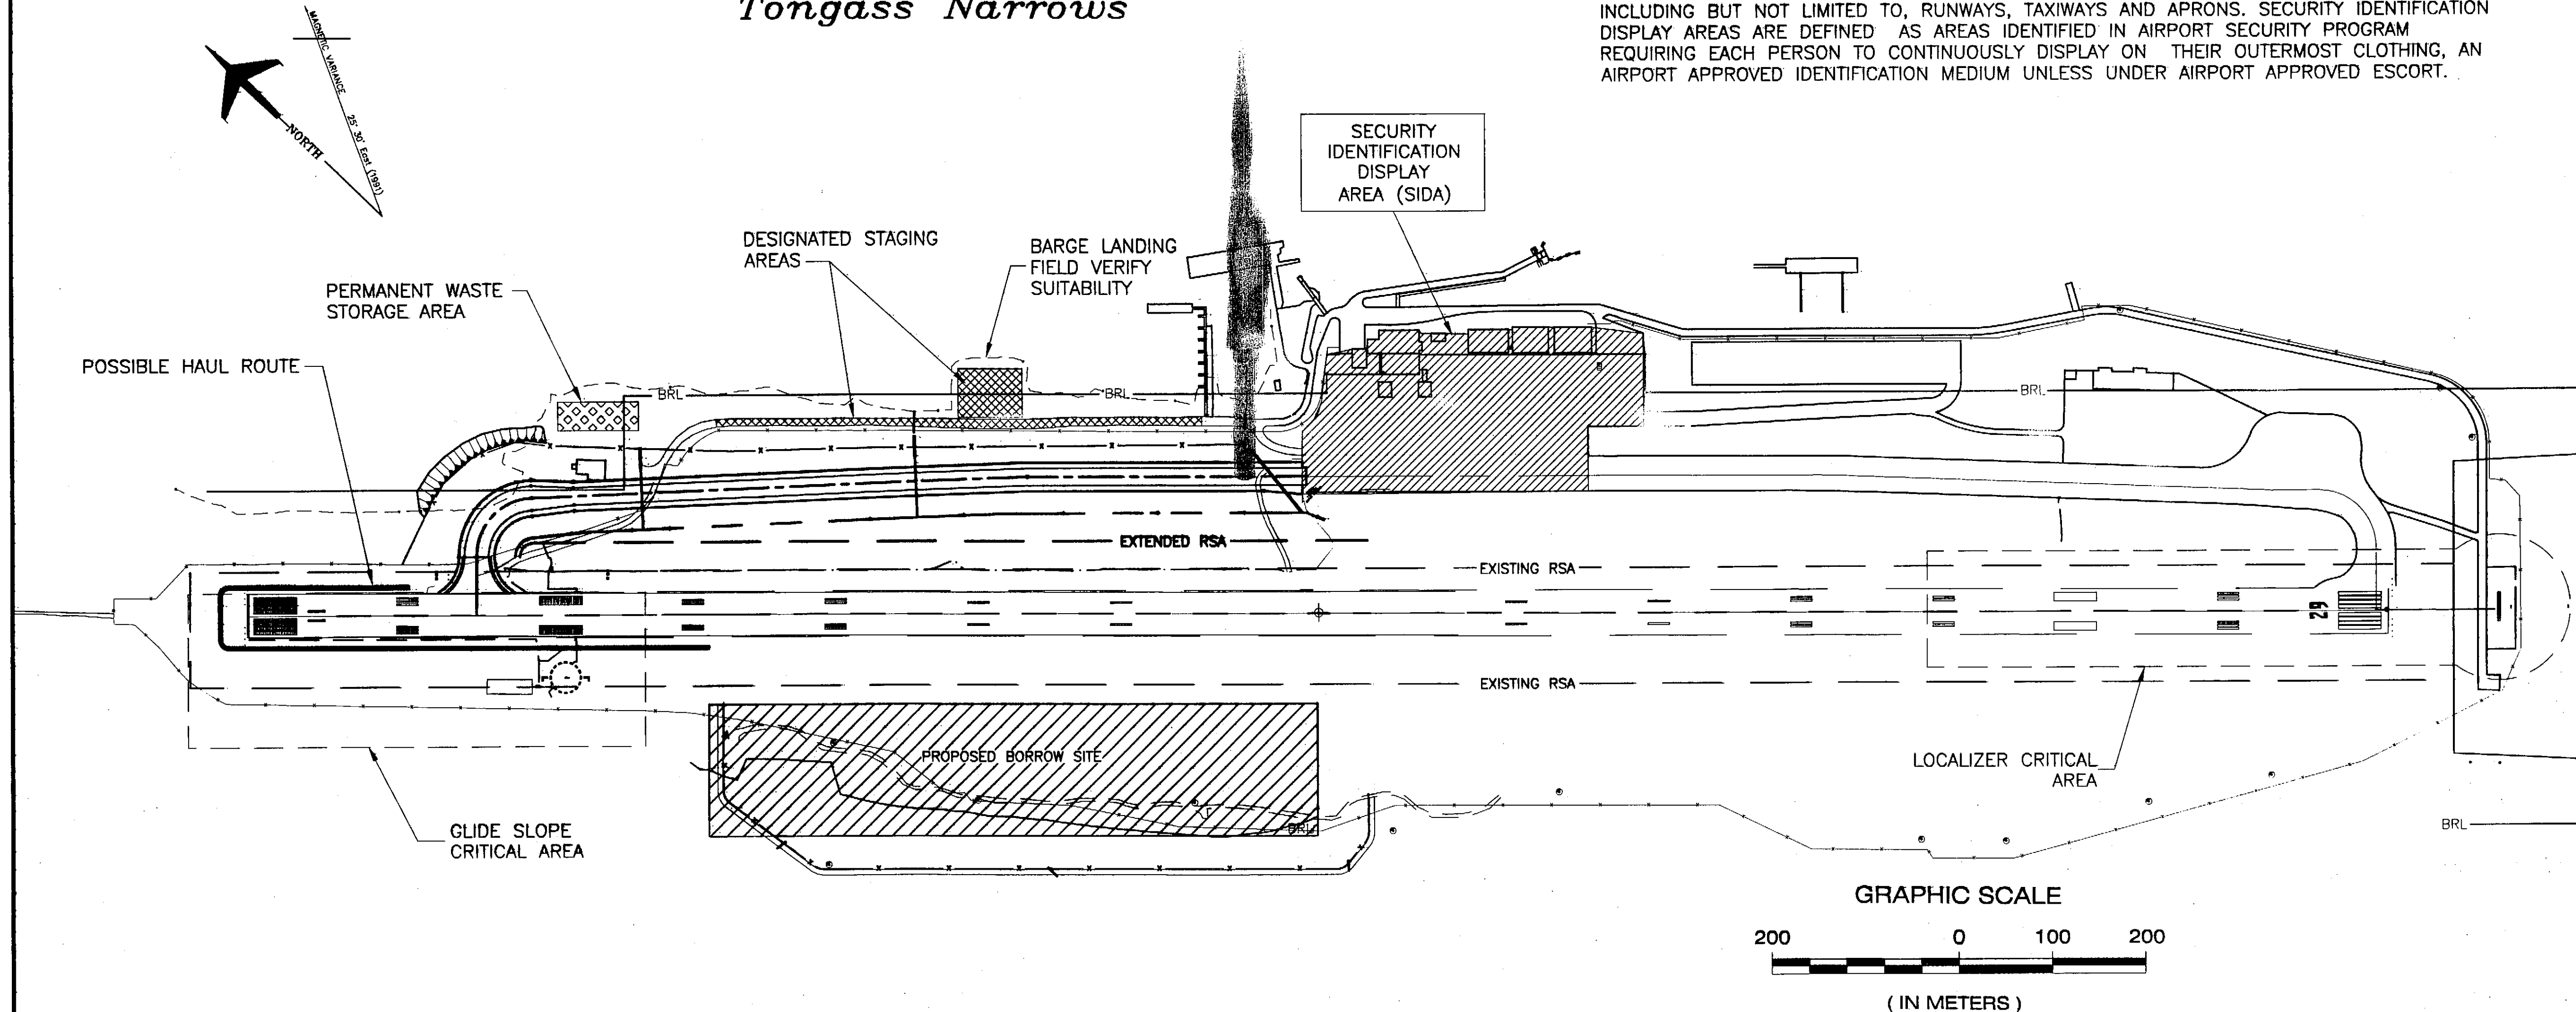 Tongass Narrows
INCLUDING BUT NOT LIMITED TO, RUNWAYS, TAXIWAYS AND APRONS. SECURITY IDENTIFICATION
DISPLAY AREAS ARE DEFINED AS AREAS IDENTIFIED IN AIRPORT SECURITY PROGRAM
REQUIRING EACH PERSON TO CONTINUOUSLY DISPLAY ON THEIR OUTERMOST CLOTHING, AN
AIRPORT APPROVED IDENTIFICATION MEDIUM UNLESS UNDER AIRPORT APPROVED ESCORT.
MAGNETIC VARIANCE
25° 30' East (1991)
NORTH
SECURITY
IDENTIFICATION
DISPLAY
AREA (SIDA)
DESIGNATED STAGING
AREAS
BARGE LANDING
FIELD VERIFY
SUITABILITY
PERMANENT WASTE
STORAGE AREA
POSSIBLE HAUL ROUTE
BRL
BRL
BRL
EXTENDED RSA
EXISTING RSA
29
EXISTING RSA
PROPOSED BORROW SITE
LOCALIZER CRITICAL
AREA
GLIDE SLOPE
CRITICAL AREA
BRL
BRL
GRAPHIC SCALE
200 0 100 200
( IN METERS )